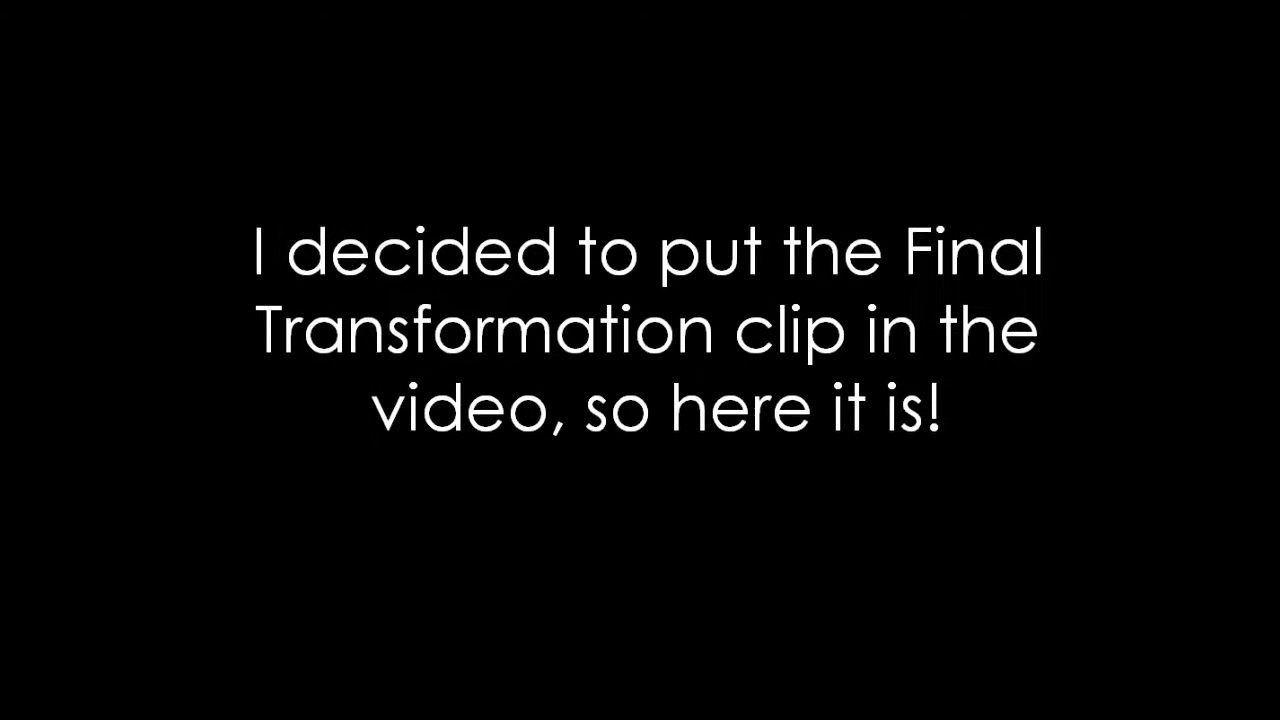 I decided to put the Final
Transformation clip in the
video, so here it is!